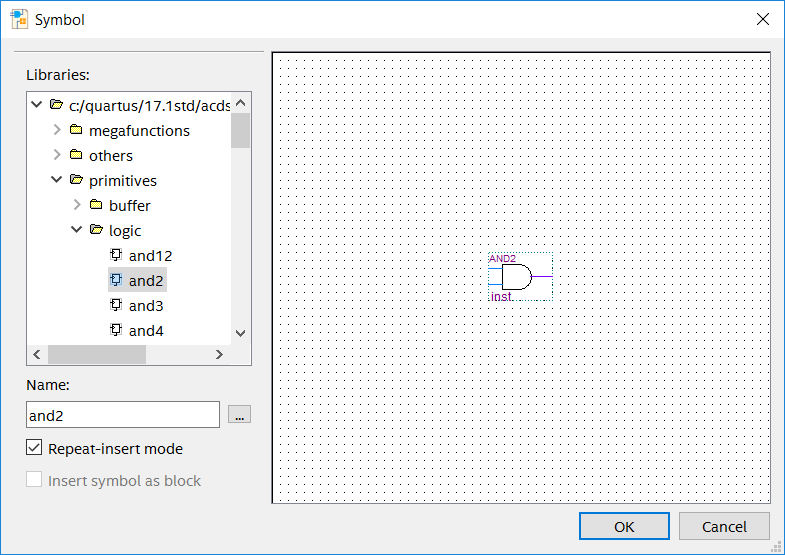 Symbol
Libraries:
c:/quartus/17.1std/acds
megafunctions
others
primitives
buffer
logic
and12
and2
and3
and4
Name:
and2
...
Repeat-insert mode
Insert symbol as block
AND2
inst
OK
Cancel